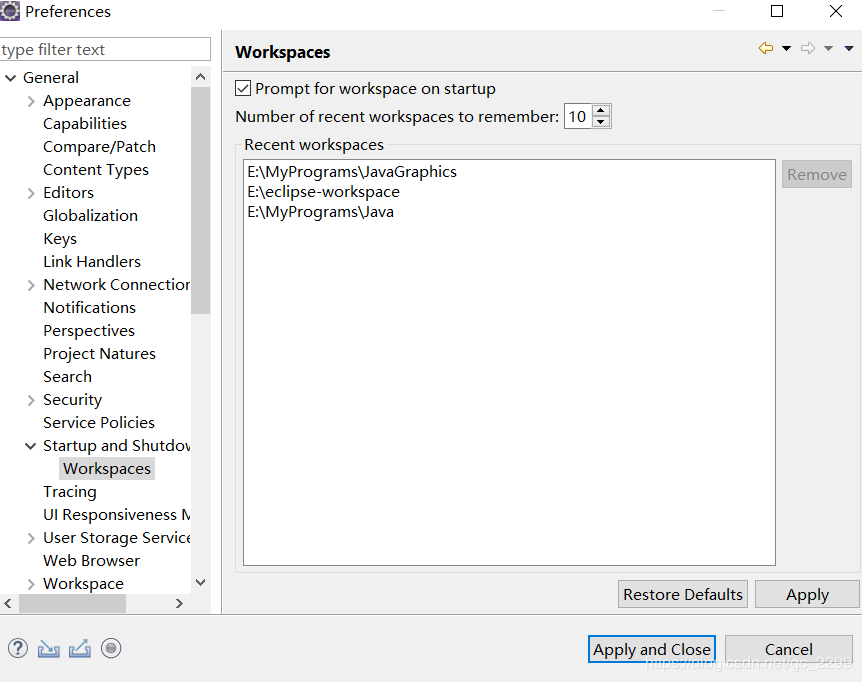 Preferences
type filter text
General
Appearance
Capabilities
Compare/Patch
Content Types
Editors
Globalization
Keys
Link Handlers
Network Connection
Notifications
Perspectives
Project Natures
Search
Security
Service Policies
Startup and Shutdow
Workspaces
Tracing
UI Responsiveness M
User Storage Service
Web Browser
Workspace
Workspaces
Prompt for workspace on startup
Number of recent workspaces to remember: 10
Recent workspaces
E:\MyPrograms\JavaGraphics
E:\eclipse-workspace
E:\MyPrograms\Java
Remove
Restore Defaults
Apply
Apply and Close
Cancel